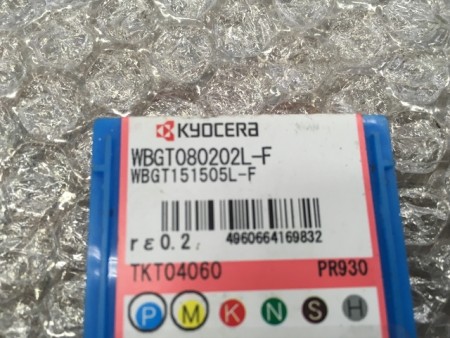 KYOCERA
WBGT080202L-F
WBGT151505L-F
rε0.2 4960664169832
TKT04060 PR930
P M K N S H